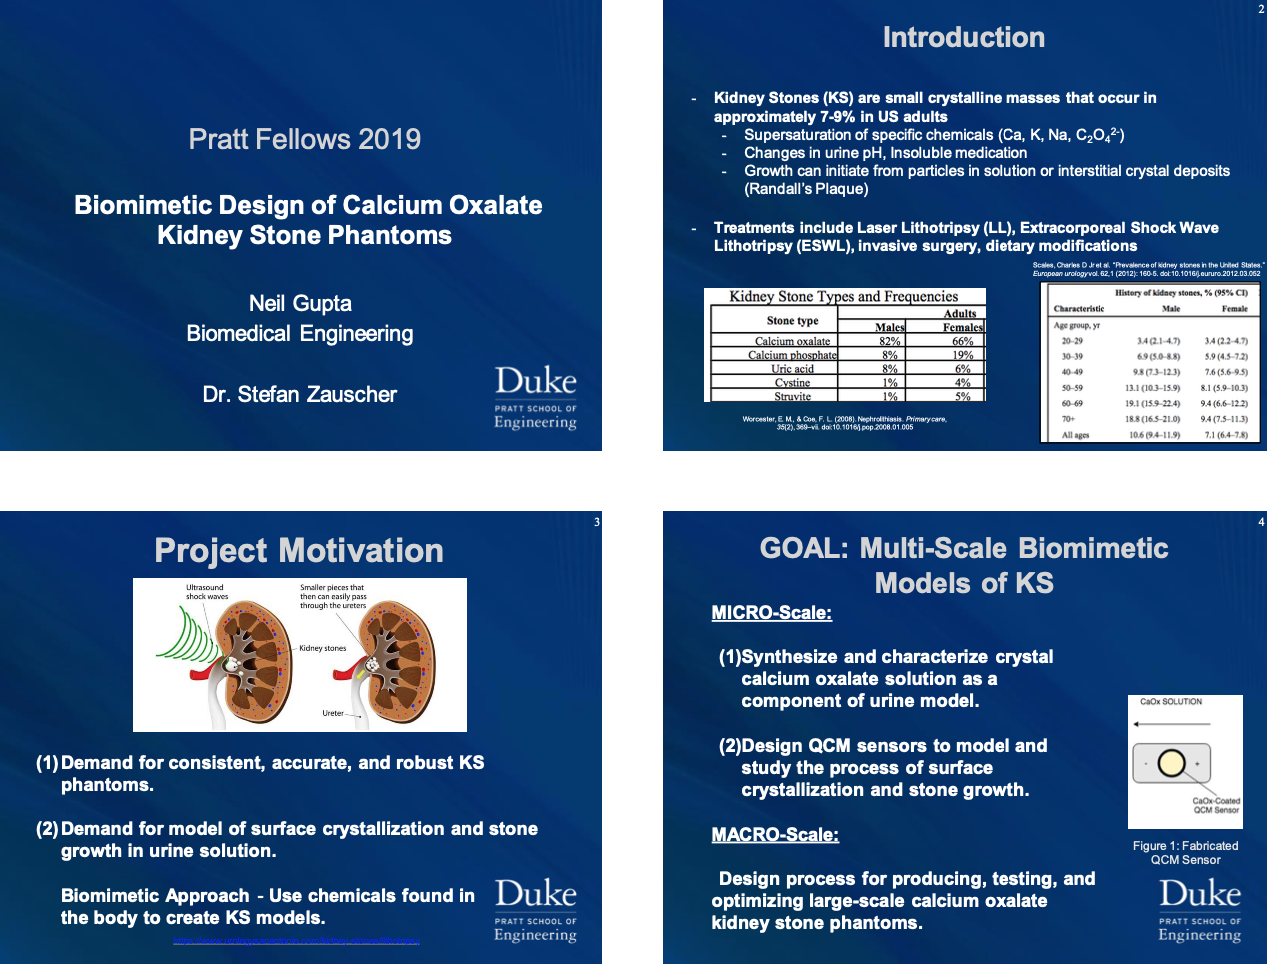 Pratt Fellows 2019
Biomimetic Design of Calcium Oxalate
Kidney Stone Phantoms
Neil Gupta
Biomedical Engineering
Dr. Stefan Zauscher
Duke
PRATT SCHOOL OF
Engineering
2
Introduction
- Kidney Stones (KS) are small crystalline masses that occur in
approximately 7-9% in US adults
- Supersaturation of specific chemicals (Ca, K, Na, C₂O₄²⁻)
- Changes in urine pH, Insoluble medication
- Growth can initiate from particles in solution or interstitial crystal deposits
(Randall's Plaque)
- Treatments include Laser Lithotripsy (LL), Extracorporeal Shock Wave
Lithotripsy (ESWL), invasive surgery, dietary modifications
Scales, Charles D Jr et al. "Prevalence of kidney stones in the United States."
European urology vol. 62,1 (2012): 160-5. doi:10.1016/j.eururo.2012.03.052
Kidney Stone Types and Frequencies
Stone type Adults
Males Females
Calcium oxalate 82% 66%
Calcium phosphate 8% 19%
Uric acid 8% 6%
Cystine 1% 4%
Struvite 1% 5%
Worcester, E. M., & Coe, F. L. (2008). Nephrolithiasis. Primary care,
35(2), 369–vii. doi:10.1016/j.pop.2008.01.005
History of kidney stones, % (95% CI)
Characteristic Male Female
Age group, yr
20–29 3.4 (2.1–4.7) 3.4 (2.2–4.7)
30–39 6.9 (5.0–8.8) 5.9 (4.5–7.2)
40–49 9.8 (7.3–12.3) 7.6 (5.6–9.5)
50–59 13.1 (10.3–15.9) 8.1 (5.9–10.3)
60–69 19.1 (15.9–22.4) 9.4 (6.6–12.2)
70+ 18.8 (16.5–21.0) 9.4 (7.5–11.3)
All ages 10.6 (9.4–11.9) 7.1 (6.4–7.8)
3
Project Motivation
Ultrasound
shock waves
Smaller pieces that
then can easily pass
through the ureters
Kidney stones
Ureter
(1) Demand for consistent, accurate, and robust KS
phantoms.
(2) Demand for model of surface crystallization and stone
growth in urine solution.
Biomimetic Approach - Use chemicals found in
the body to create KS models.
Duke
PRATT SCHOOL OF
Engineering
4
GOAL: Multi-Scale Biomimetic
Models of KS
MICRO-Scale:
(1)Synthesize and characterize crystal
calcium oxalate solution as a
component of urine model.
(2)Design QCM sensors to model and
study the process of surface
crystallization and stone growth.
MACRO-Scale:
Design process for producing, testing, and
optimizing large-scale calcium oxalate
kidney stone phantoms.
CaOx SOLUTION
- +
CaOx-Coated
QCM Sensor
Figure 1: Fabricated
QCM Sensor
Duke
PRATT SCHOOL OF
Engineering